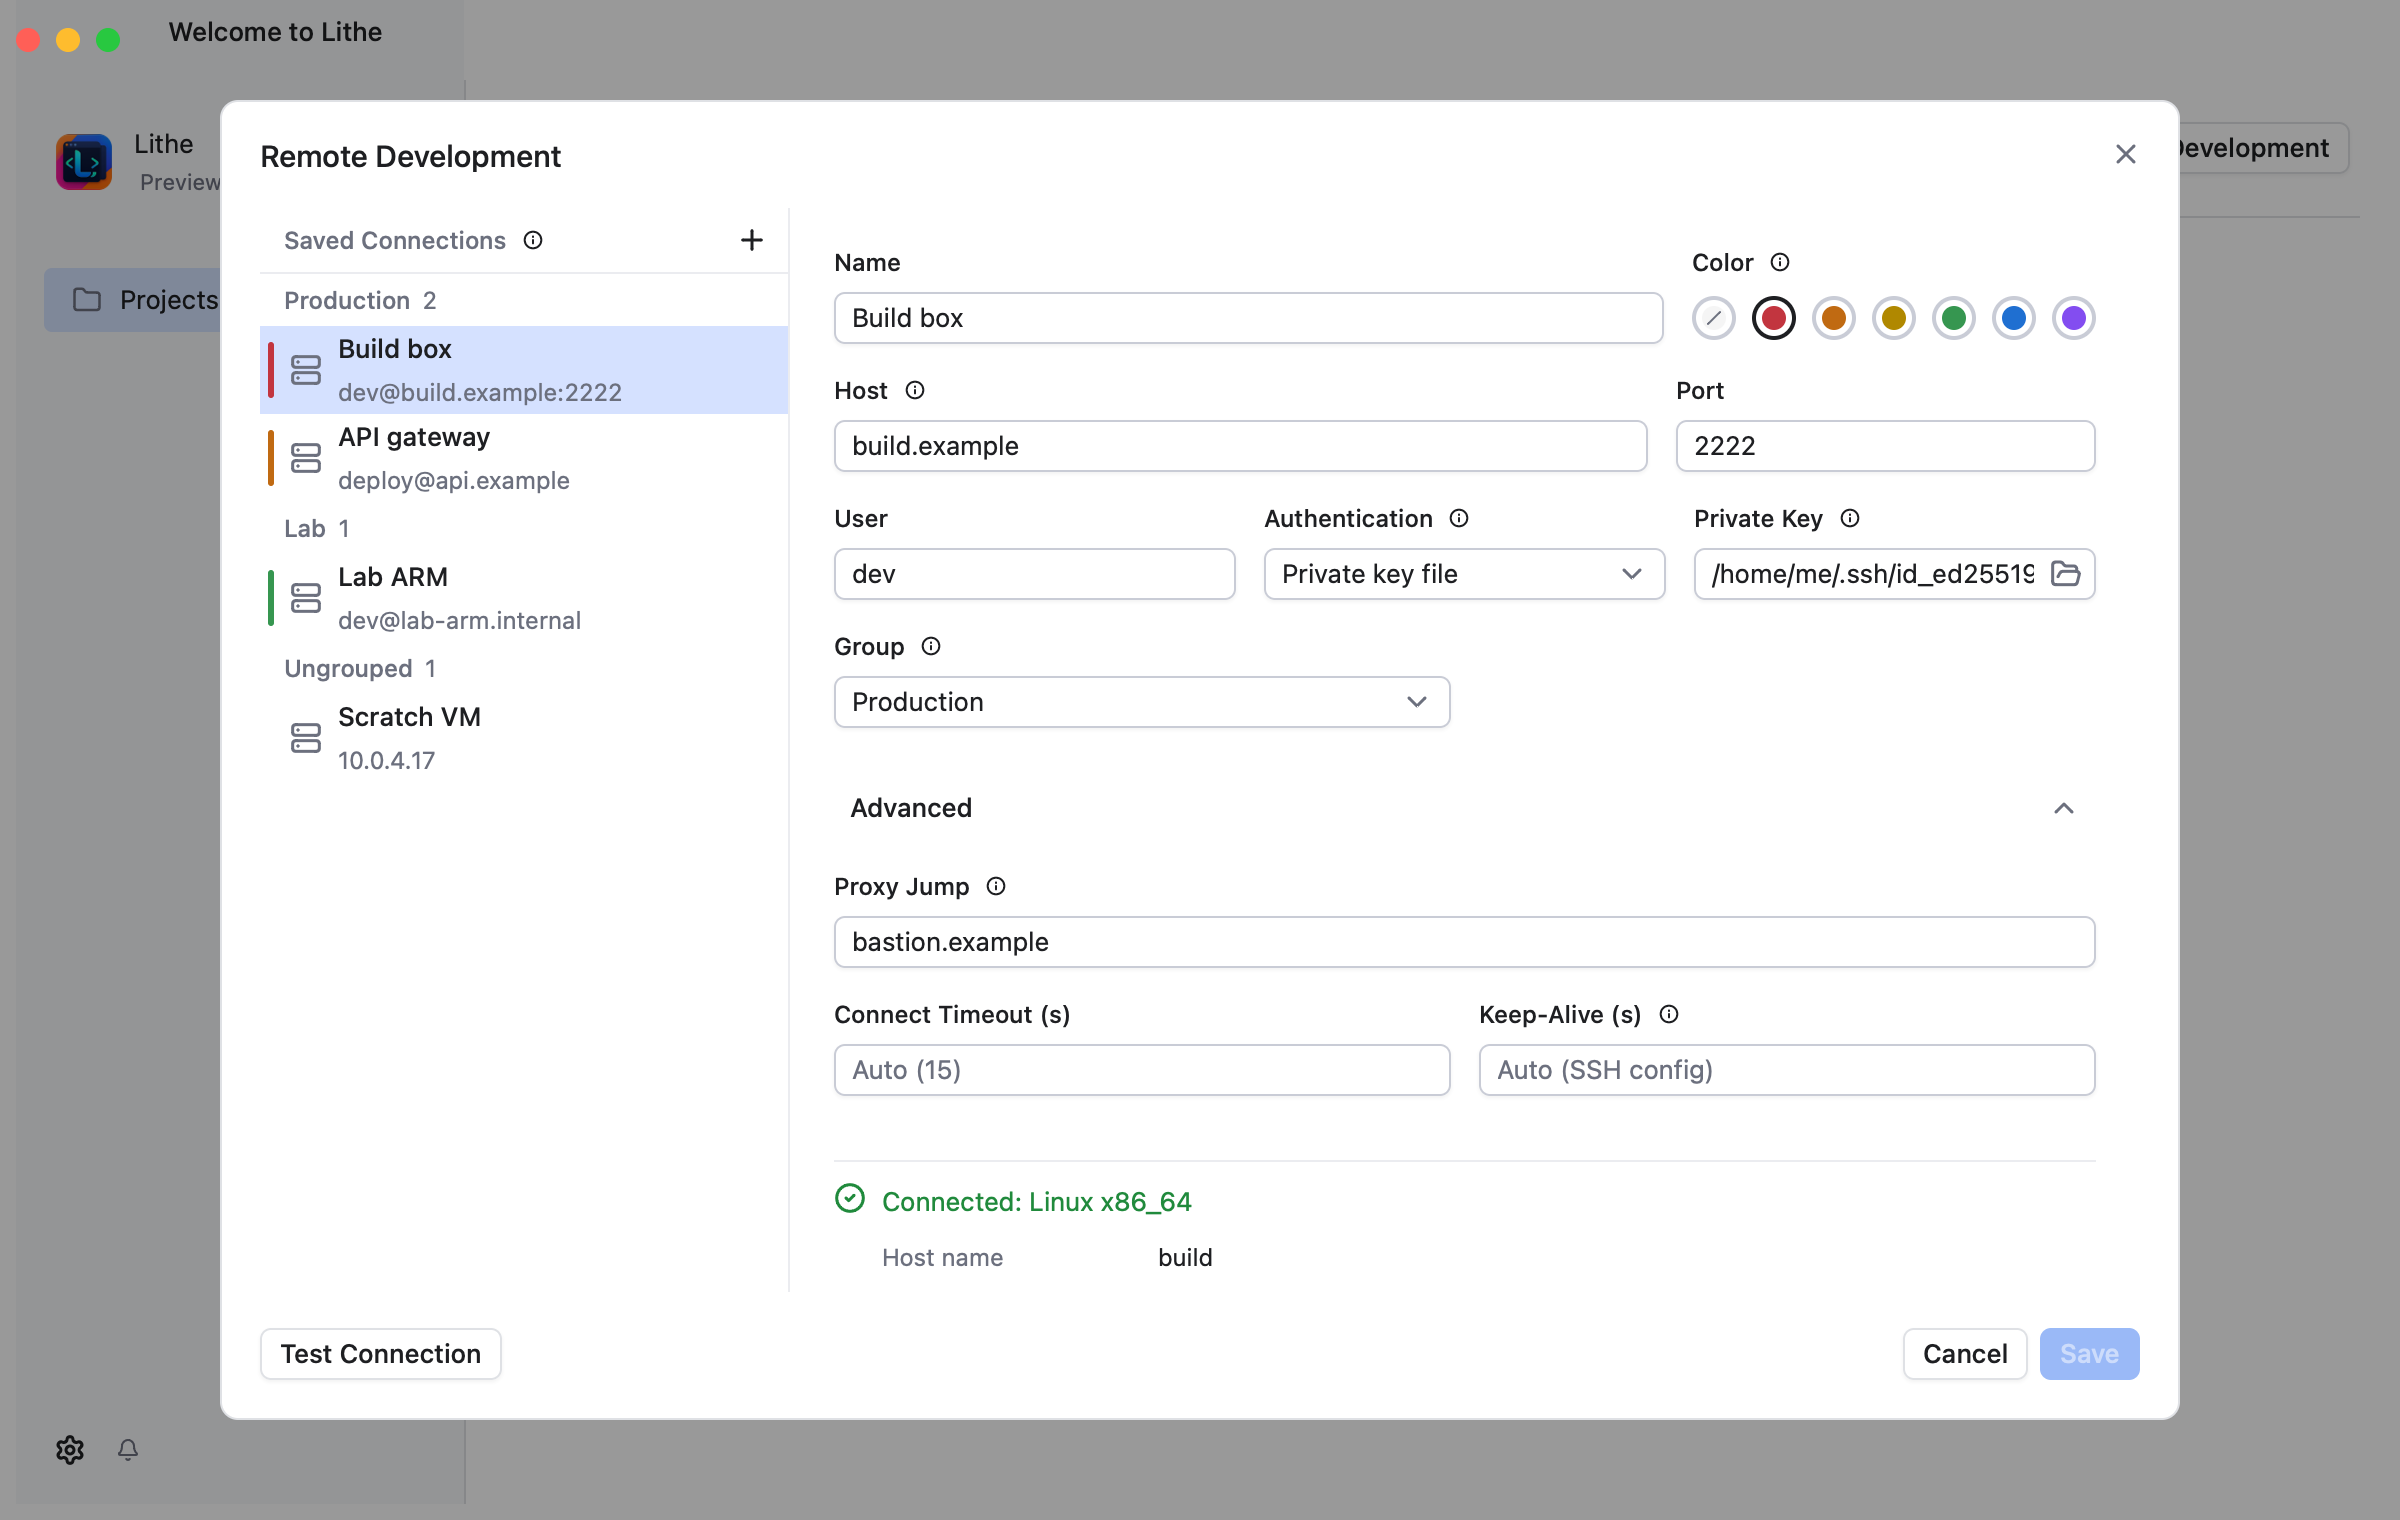 Welcome to Lithe
Lithe
Preview
Projects
Development
Remote Development
Saved Connections
Production 2
Build box
dev@build.example:2222
API gateway
deploy@api.example
Lab 1
Lab ARM
dev@lab-arm.internal
Ungrouped 1
Scratch VM
10.0.4.17
Name
Build box
Color
Host
build.example
Port
2222
User
dev
Authentication
Private key file
Private Key
/home/me/.ssh/id_ed25519
Group
Production
Advanced
Proxy Jump
bastion.example
Connect Timeout (s)
Auto (15)
Keep-Alive (s)
Auto (SSH config)
Connected: Linux x86_64
Host name build
Test Connection
Cancel
Save